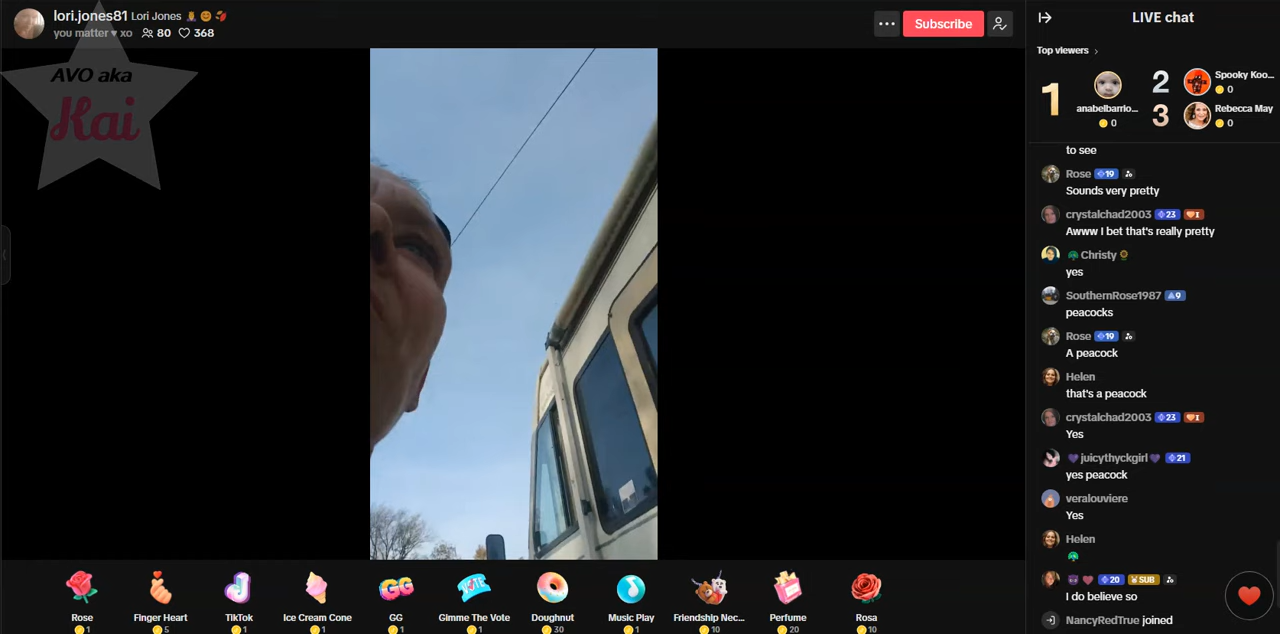 lori.jones81 Lori Jones
you matter ♥ xo 80 368
AVO aka
Kai
Subscribe
LIVE chat
Top viewers
1
anabelbarrio...
0
2
Spooky Koo...
0
3
Rebecca May
0
to see
Rose 19
Sounds very pretty
crystalchad2003 23 I
Awww I bet that's really pretty
Christy
yes
SouthernRose1987 9
peacocks
Rose 19
A peacock
Helen
that's a peacock
crystalchad2003 23 I
Yes
juicythyckgirl 21
yes peacock
veralouviere
Yes
Helen
20 SUB
I do believe so
NancyRedTrue joined
Rose
1
Finger Heart
5
TikTok
1
Ice Cream Cone
1
GG
GG
1
VOTE
Gimme The Vote
1
Doughnut
30
Music Play
1
Friendship Nec...
10
Perfume
20
Rosa
10